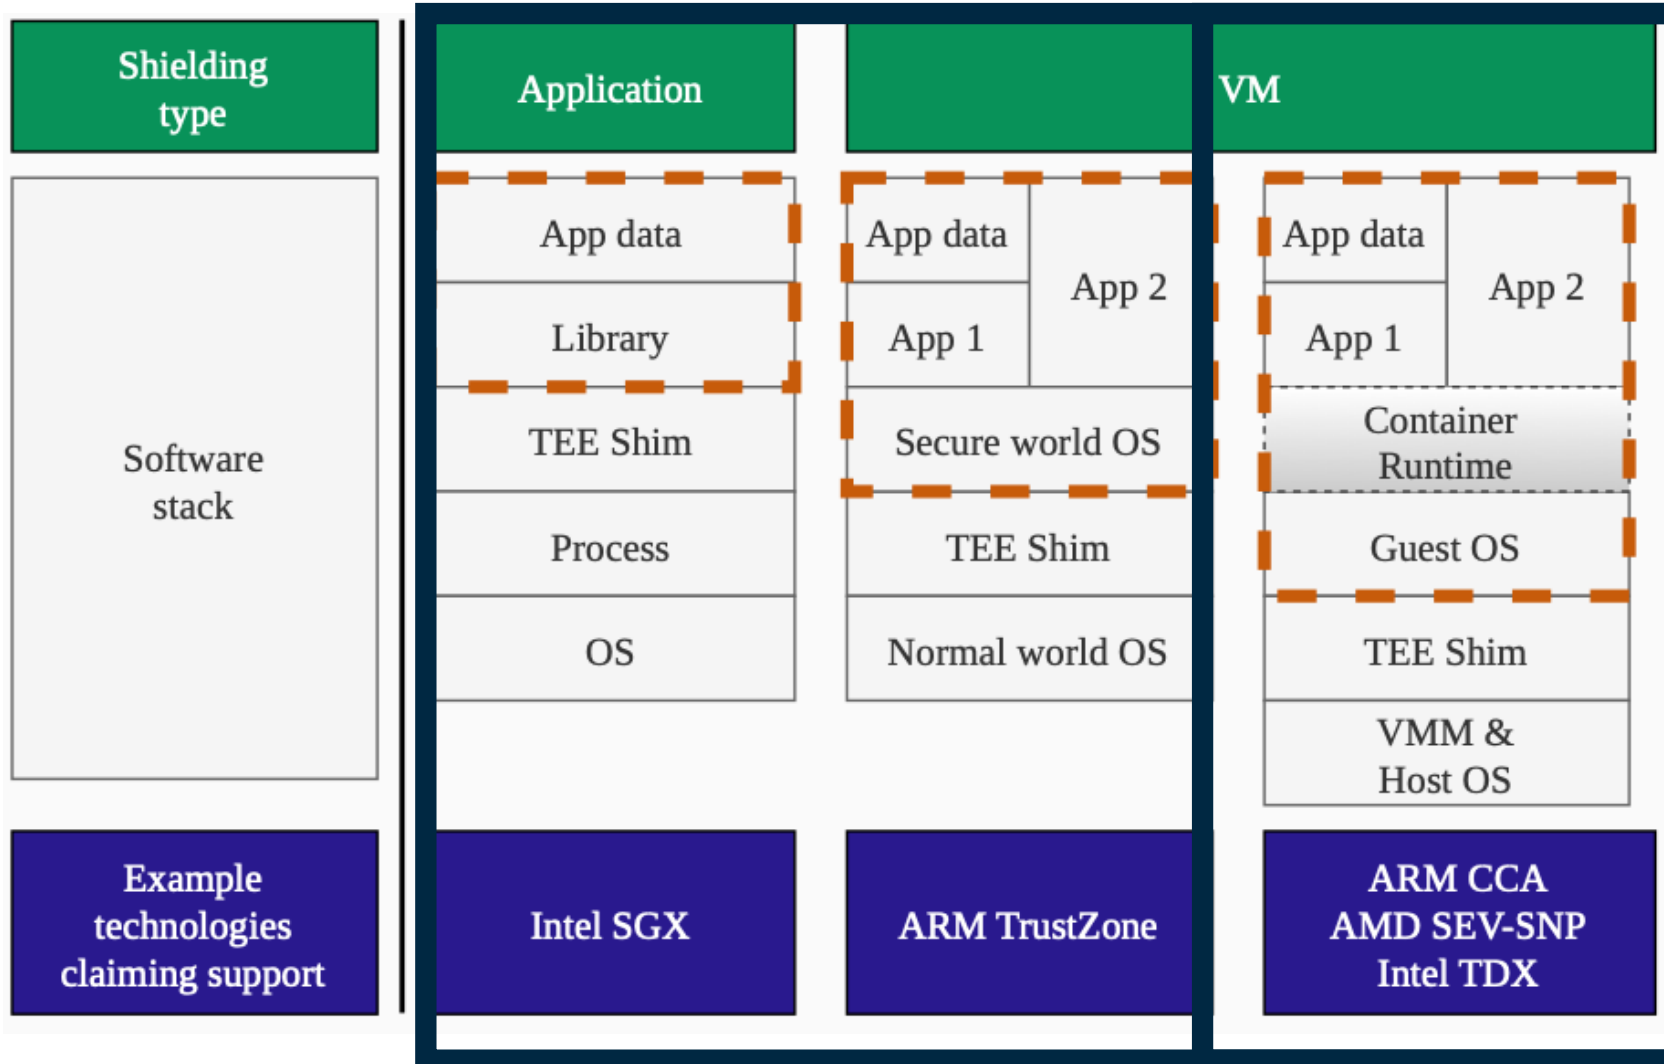 Shielding
type
Application
VM
Software
stack
App data
Library
TEE Shim
Process
OS
App data
App 1
App 2
Secure world OS
TEE Shim
Normal world OS
App data
App 1
App 2
Container
Runtime
Guest OS
TEE Shim
VMM &
Host OS
Example
technologies
claiming support
Intel SGX
ARM TrustZone
ARM CCA
AMD SEV-SNP
Intel TDX